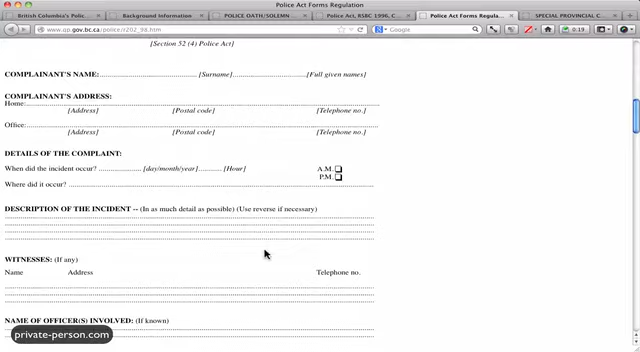 Police Act Forms Regulation
British Columbia's Polic... Background Information POLICE OATH/SOLEMN ... Police Act, RSBC 1996, C... Police Act Forms Regula... SPECIAL PROVINCIAL C...
www.qp.gov.bc.ca/police/r202_98.htm Google 0:19
[Section 52 (4) Police Act]
COMPLAINANT'S NAME: [Surname] [Full given names]
COMPLAINANT'S ADDRESS:
Home:
[Address] [Postal code] [Telephone no.]
Office:
[Address] [Postal code] [Telephone no.]
DETAILS OF THE COMPLAINT:
When did the incident occur? [day/month/year] [Hour] A.M. ❑
P.M. ❑
Where did it occur?
DESCRIPTION OF THE INCIDENT -- (In as much detail as possible) (Use reverse if necessary)
WITNESSES: (If any)
Name Address Telephone no.
NAME OF OFFICER(S) INVOLVED: (If known)
private-person.com